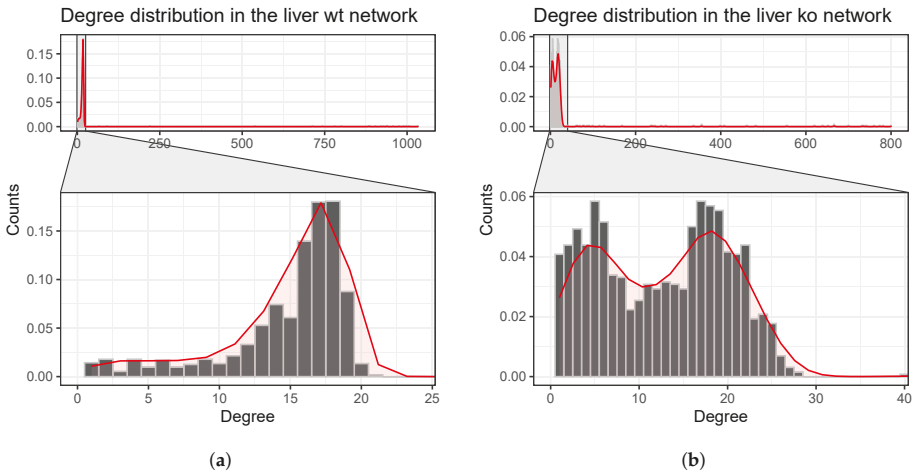 Degree distribution in the liver wt network
0.15
0.10
0.05
0.00
0 250 500 750 1000
Counts
0.15
0.10
0.05
0.00
0 5 10 15 20 25
Degree
(a)
Degree distribution in the liver ko network
0.06
0.04
0.02
0.00
0 200 400 600 800
Counts
0.06
0.04
0.02
0.00
0 10 20 30 40
Degree
(b)